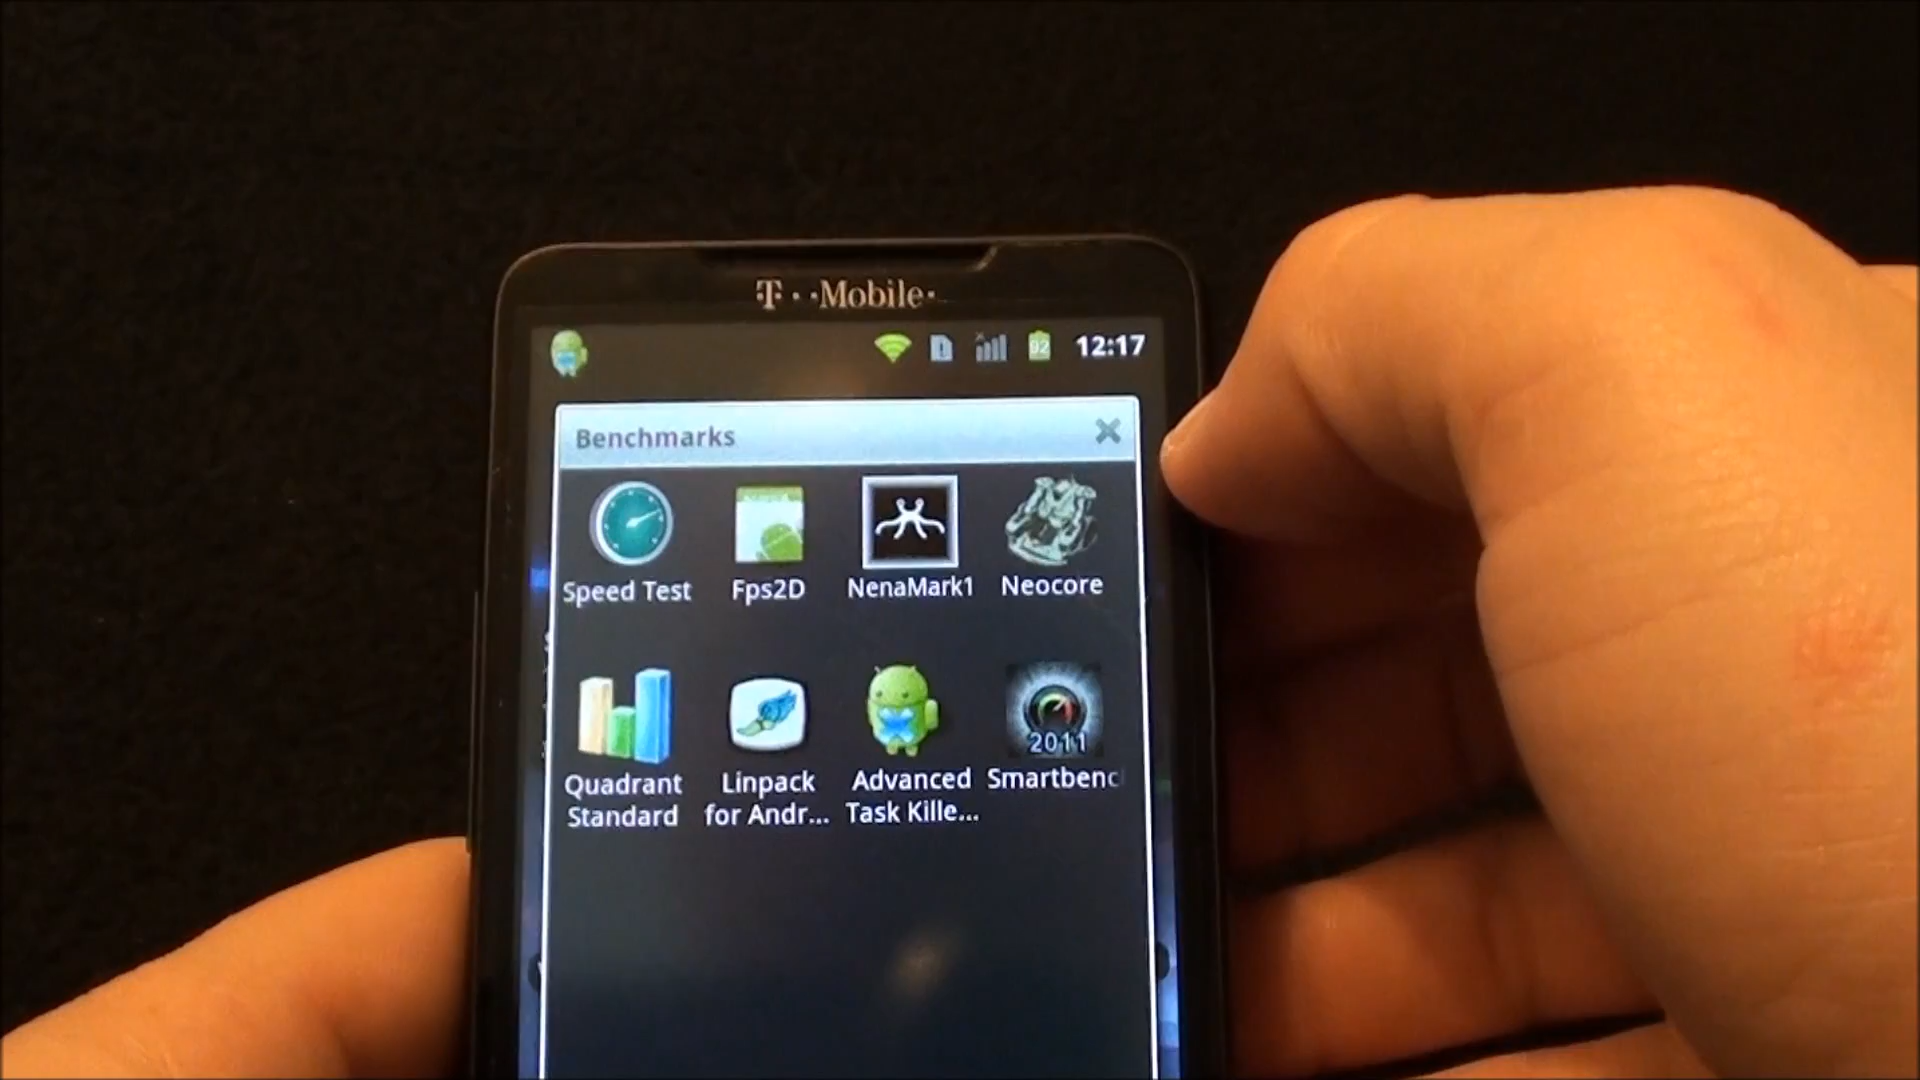 T··Mobile·
92 12:17
Benchmarks
Speed Test
Fps2D
NenaMark1
Neocore
2011
Quadrant
Standard
Linpack
for Andr...
Advanced
Task Kille...
Smartbenc